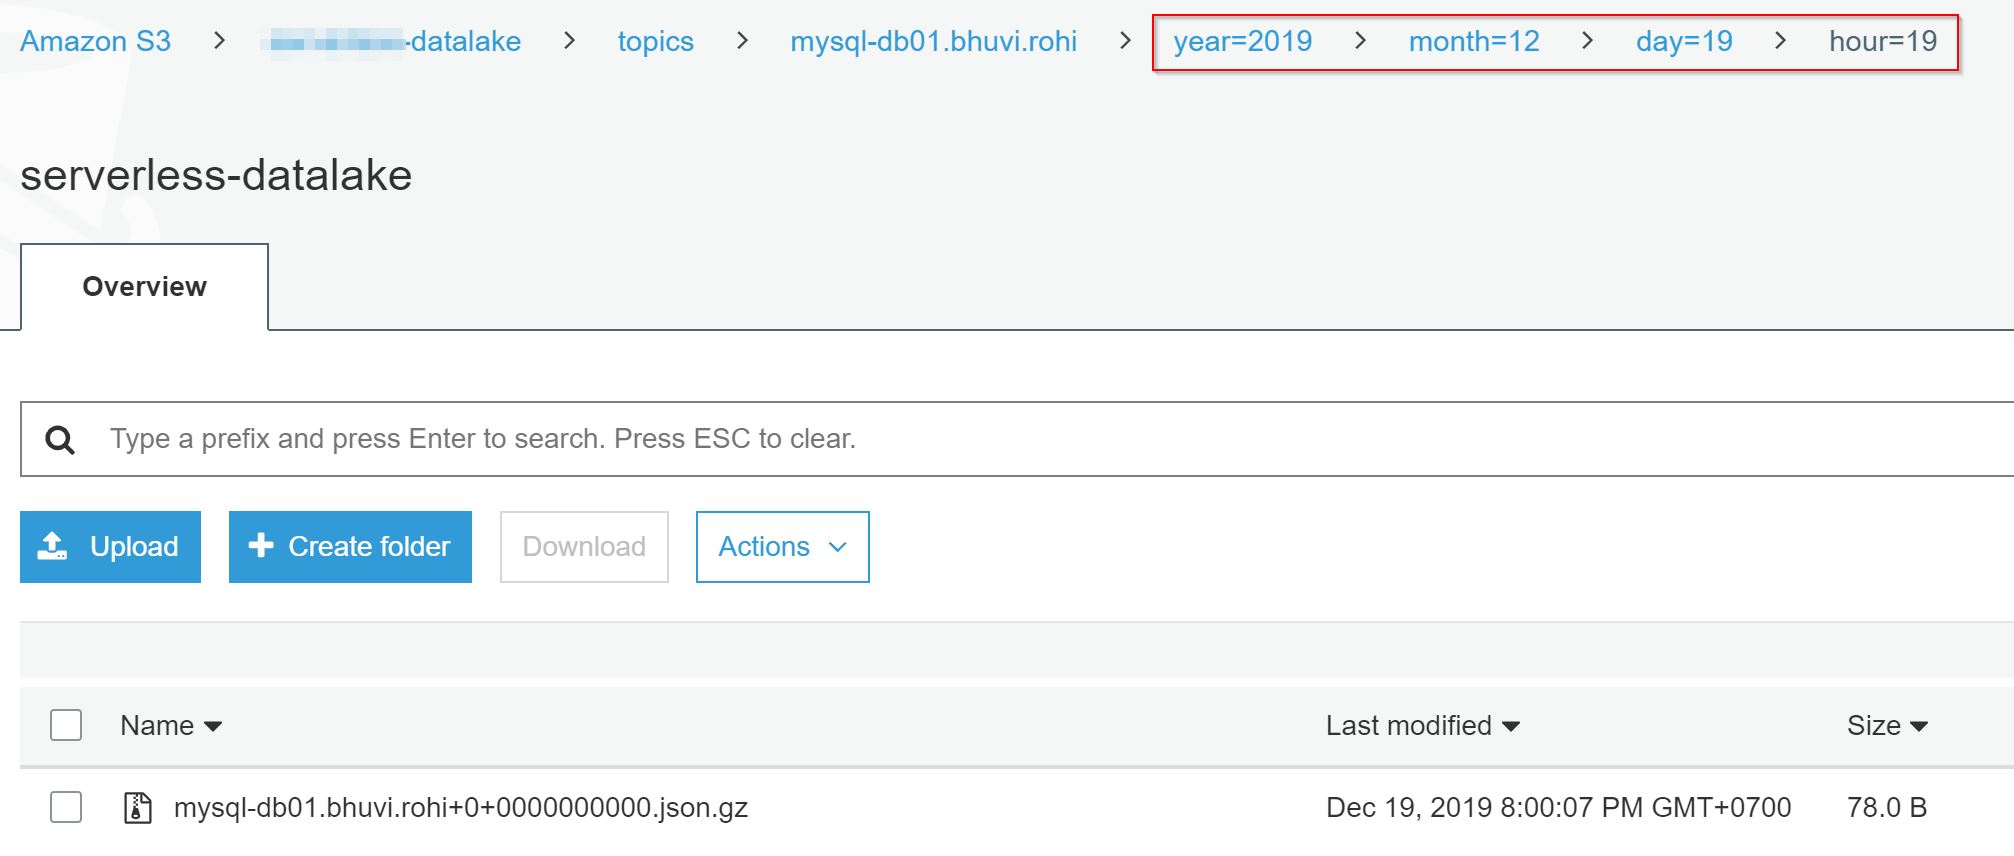 Amazon S3 > -datalake > topics > mysql-db01.bhuvi.rohi > year=2019 > month=12 > day=19 > hour=19
serverless-datalake
Overview
Type a prefix and press Enter to search. Press ESC to clear.
Upload Create folder Download Actions
Name Last modified Size
mysql-db01.bhuvi.rohi+0+0000000000.json.gz Dec 19, 2019 8:00:07 PM GMT+0700 78.0 B